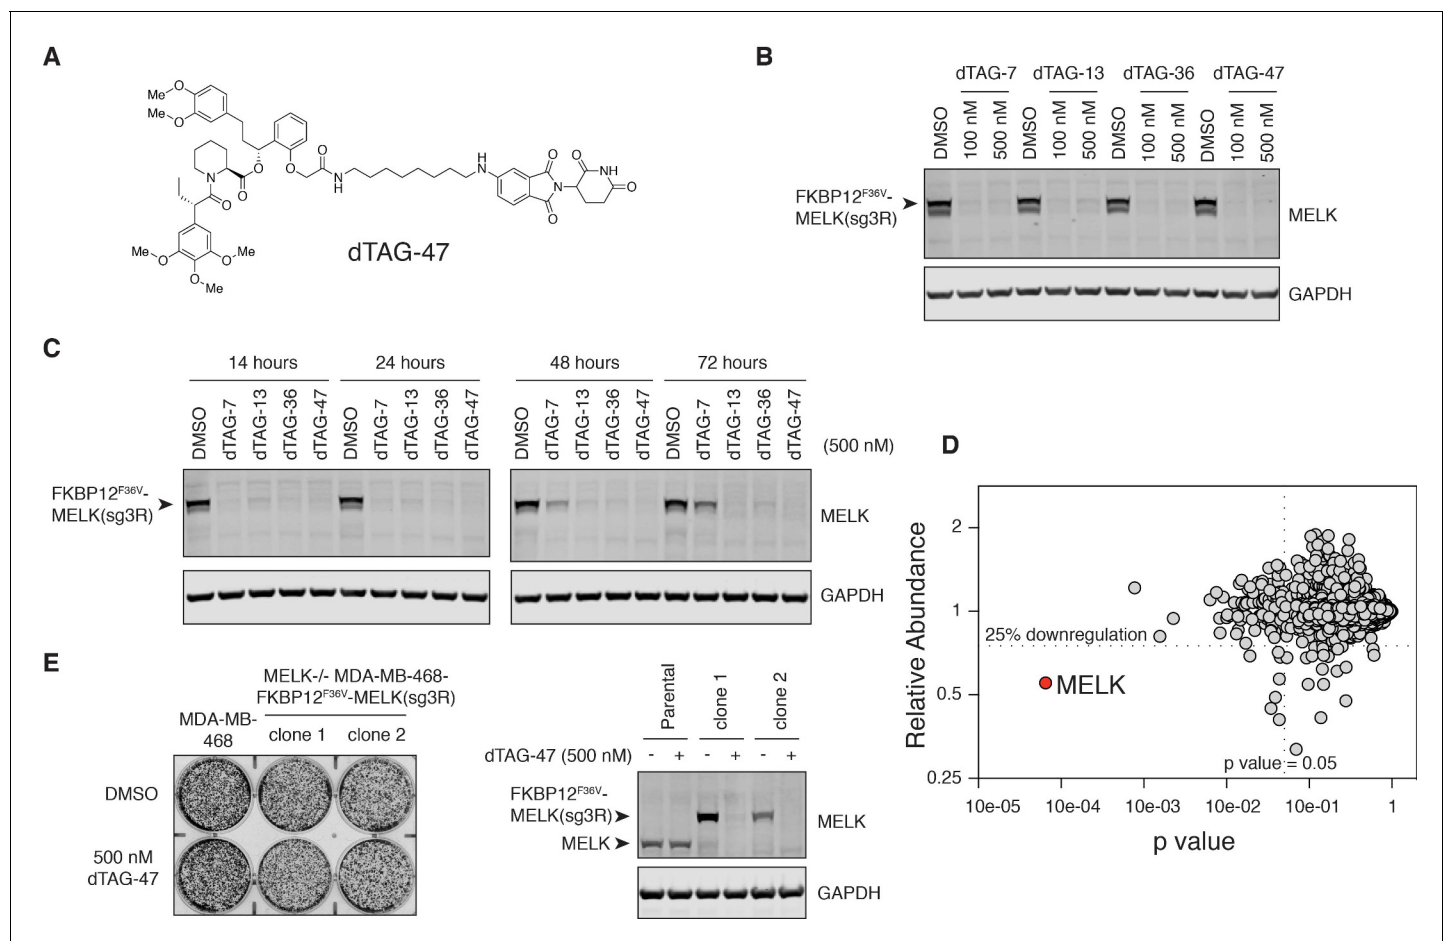 A
Me
O
Me
O
O
O
O
O
N
H
H
N
O
N
O
O
NH
O
N
O
O
Me
O
O
Me
O
Me
dTAG-47
B
dTAG-7 dTAG-13 dTAG-36 dTAG-47
DMSO 100 nM 500 nM DMSO 100 nM 500 nM DMSO 100 nM 500 nM DMSO 100 nM 500 nM
FKBP12F36V-
MELK(sg3R)
MELK
GAPDH
C
14 hours 24 hours 48 hours 72 hours
DMSO dTAG-7 dTAG-13 dTAG-36 dTAG-47 DMSO dTAG-7 dTAG-13 dTAG-36 dTAG-47 DMSO dTAG-7 dTAG-13 dTAG-36 dTAG-47 DMSO dTAG-7 dTAG-13 dTAG-36 dTAG-47
(500 nM)
FKBP12F36V-
MELK(sg3R)
MELK
GAPDH
D
Relative Abundance
2
1
0.5
0.25
25% downregulation
MELK
p value = 0.05
10e-05 10e-04 10e-03 10e-02 10e-01 1
p value
E
MELK-/- MDA-MB-468-
FKBP12F36V-MELK(sg3R)
MDA-MB-
468
clone 1 clone 2
DMSO
500 nM
dTAG-47
Parental clone 1 clone 2
dTAG-47 (500 nM) - + - + - +
FKBP12F36V-
MELK(sg3R)
MELK
MELK
GAPDH